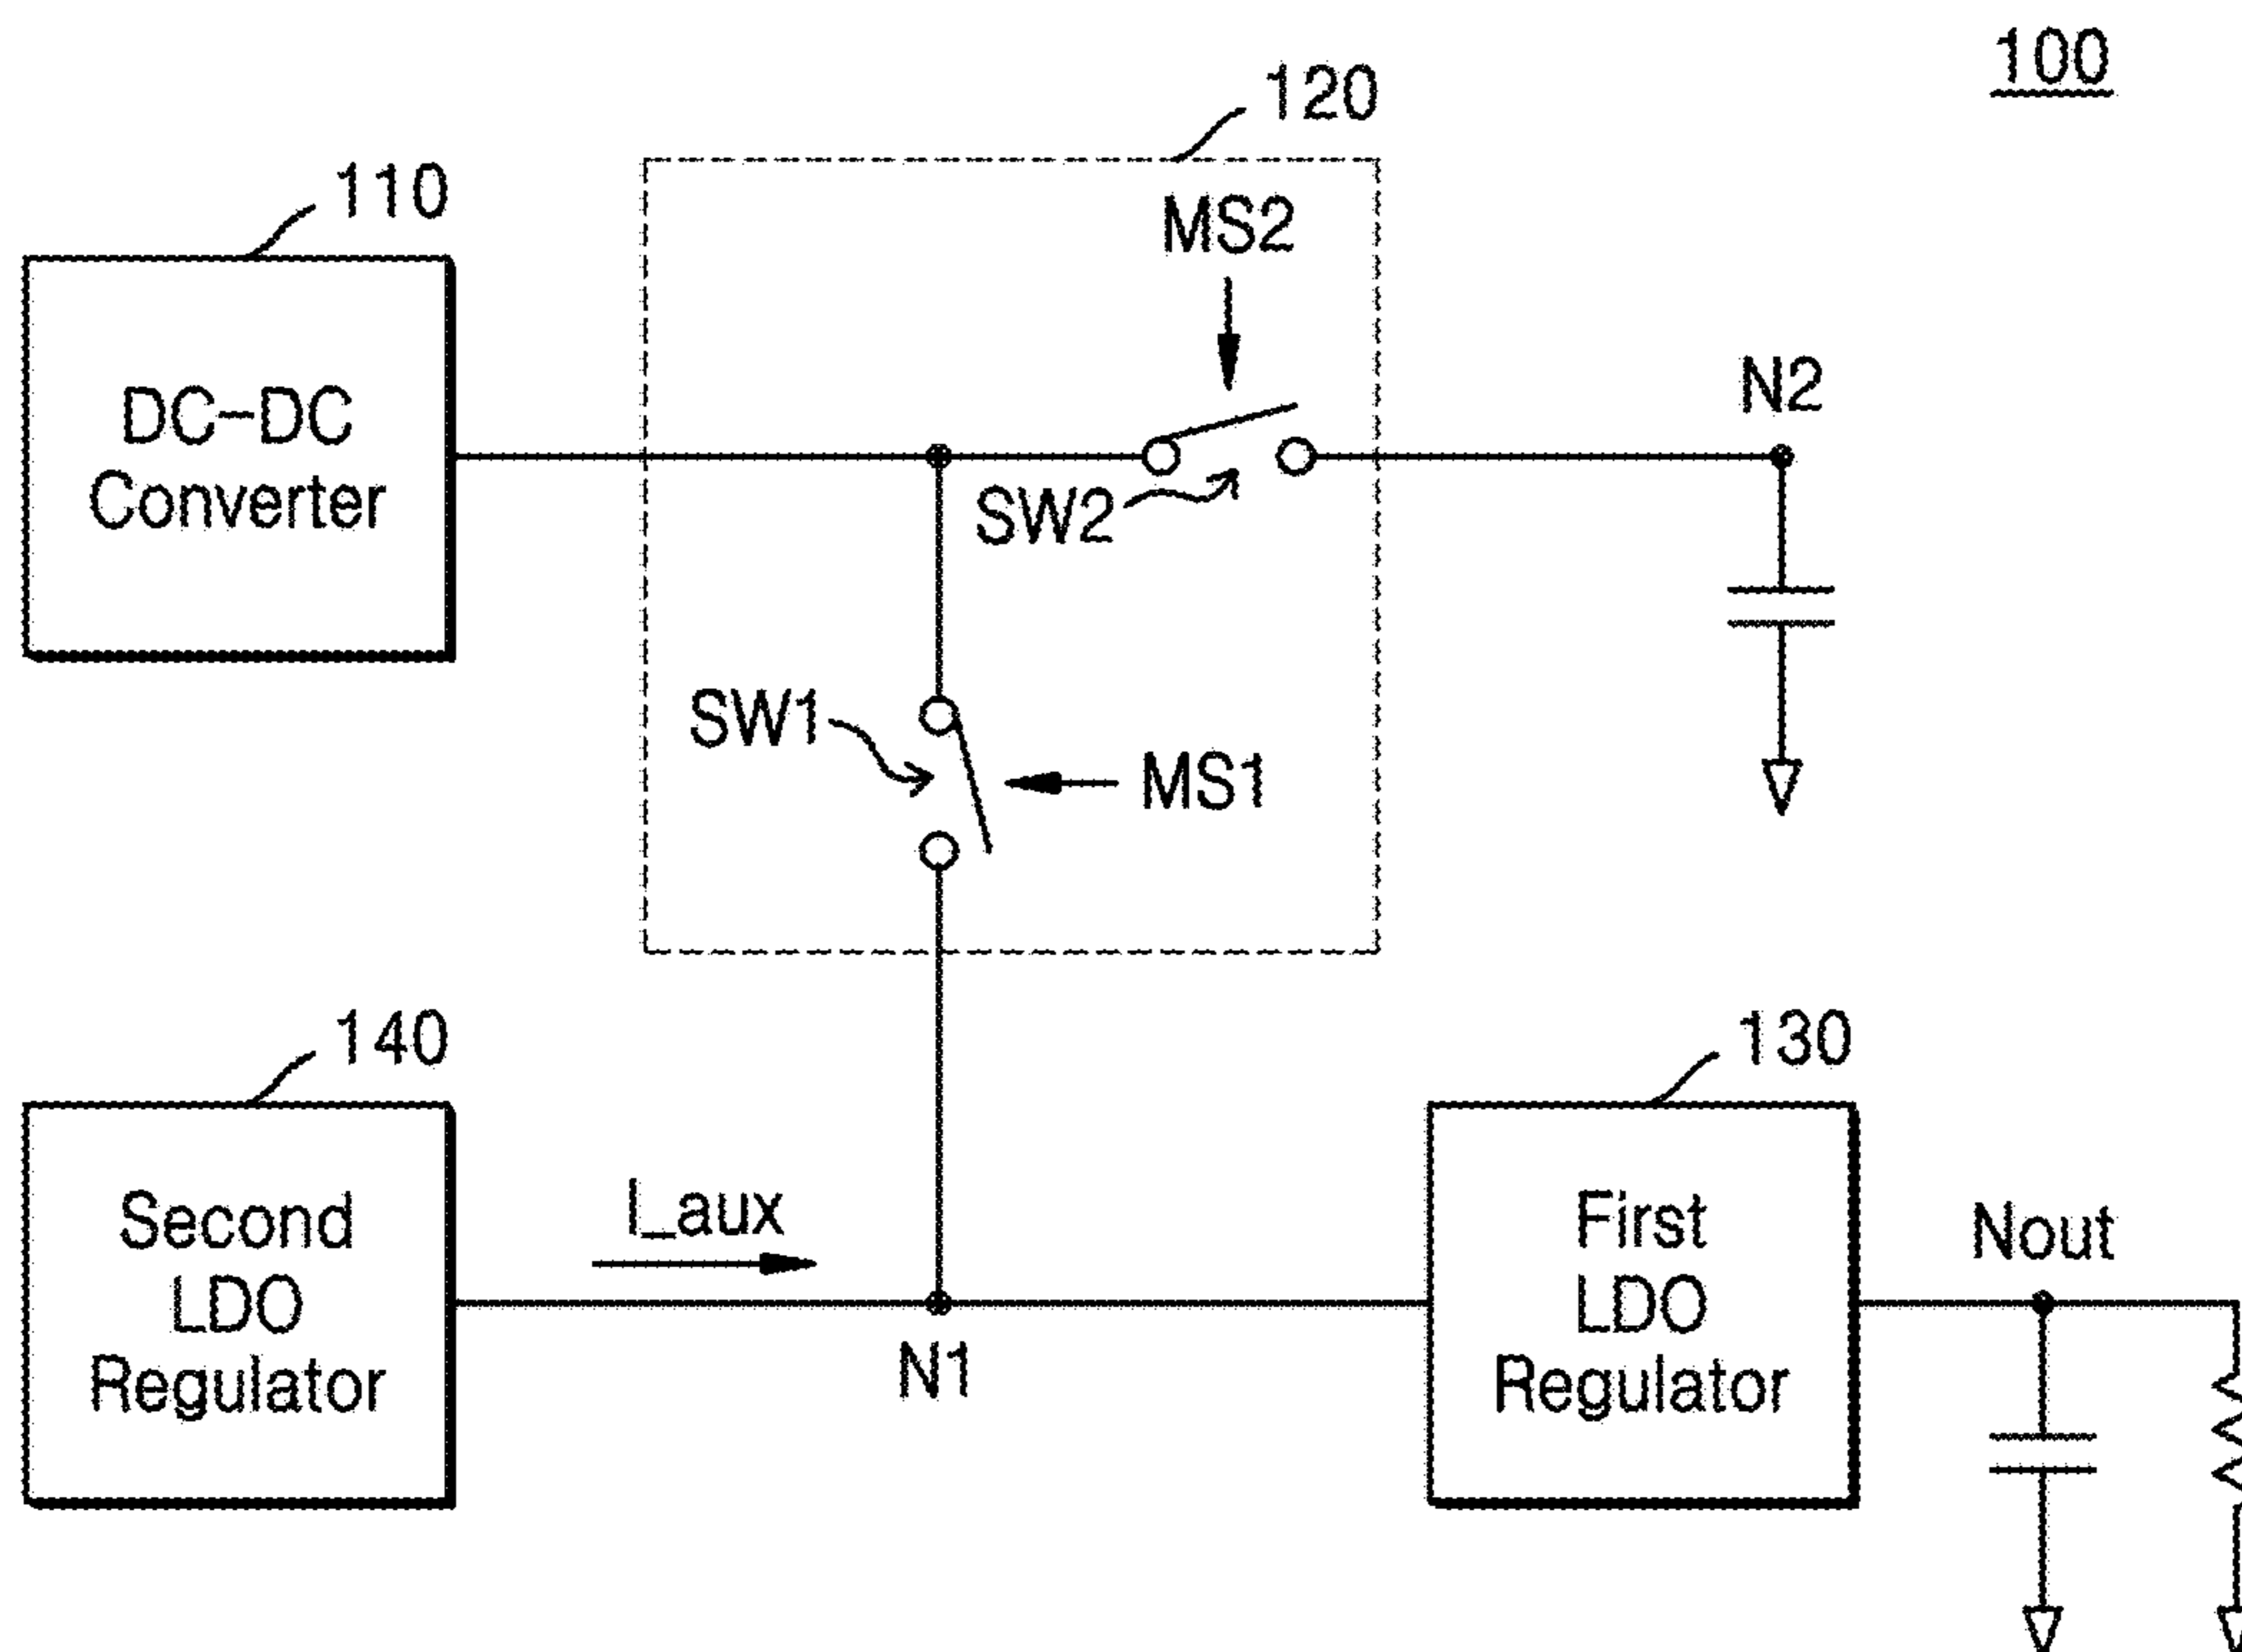 100
120
110
MS2
DC-DC
Converter
N2
SW2
SW1
MS1
140
130
Second
LDO
Regulator
I_aux
N1
First
LDO
Regulator
Nout